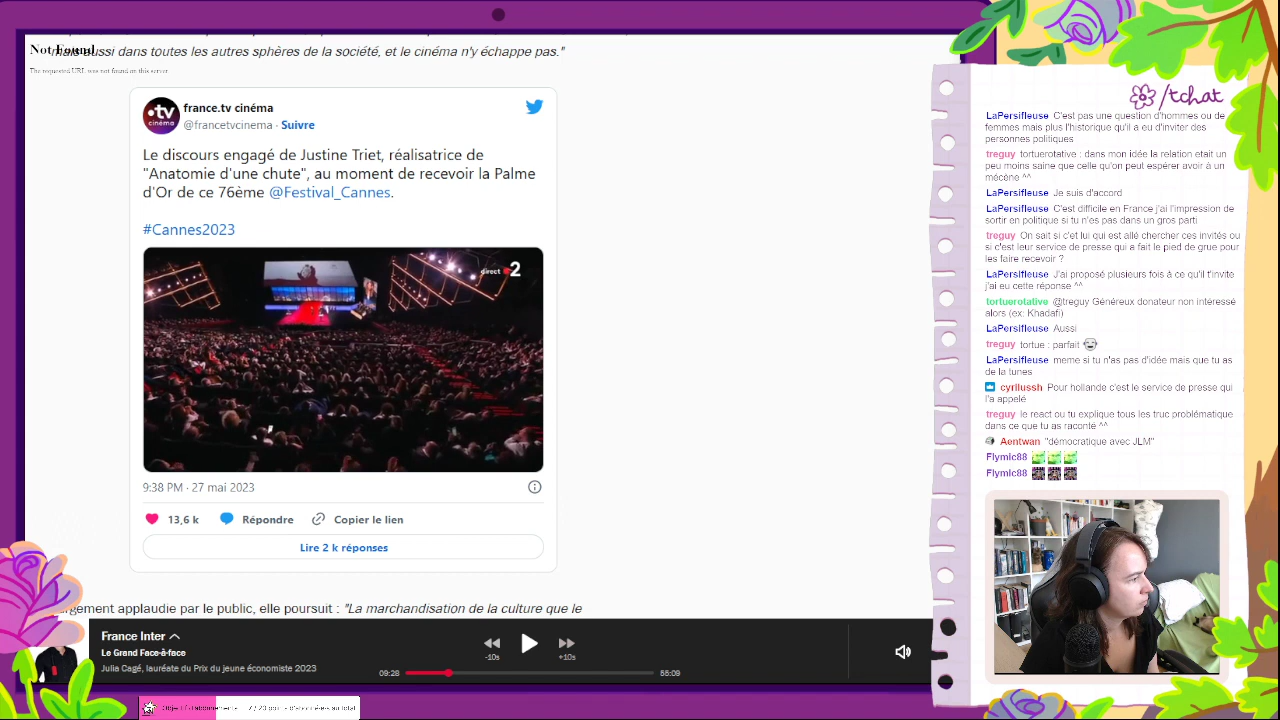 mais aussi dans toutes les autres sphères de la société, et le cinéma n'y échappe pas."
Not Found
The requested URL was not found on this server
•tv
cinéma
france.tv cinéma
@francetvcinema · Suivre
Le discours engagé de Justine Triet, réalisatrice de
"Anatomie d'une chute", au moment de recevoir la Palme
d'Or de ce 76ème @Festival_Cannes.
#Cannes2023
direct 2
9:38 PM · 27 mai 2023
13,6 k
Répondre
Copier le lien
Lire 2 k réponses
applaudie par le public, elle poursuit : "La marchandisation de la culture que le
France Inter
Le Grand Face-à-face
Julia Cagé, lauréate du Prix du jeune économiste 2023
-10s
+10s
09:28
55:09
/tchat
LaPersifleuse C'est pas une question d'hommes ou de
femmes mais plus l'historique qu'il a eu d'inviter des
personnes politiques
treguy tortuerotative : dans mon idée la relation etait un
peu moins saine que celle qu'on peut espérer avoir à un
mécène ^^
LaPersifleuse Je suis d'accord
LaPersifleuse C'est difficile en France j'ai l'impression de
sortir en politique si tu n'es pas dans un gros parti
treguy On sait si c'et lui qui est allé chercher ces invités ou
si c'est leur service de presse qui a fait le pied de grue pour
les faire recevoir ?
LaPersifleuse J'ai proposé plusieurs fois à ce qu'il t'invite
j'ai eu cette réponse ^^
tortuerotative @treguy Généreux donateur non intéressé
alors (ex: Khadafi)
LaPersifleuse Aussi
treguy tortue : parfait
LaPersifleuse meme si tu n'as pas d'idée mais que tu as
de la tunes
cyrilussh Pour hollande c'est le service de presse qui
l'a appelé
treguy le react ou tu explique tous les truc problématique
dans ce que tu as raconté ^^
Aentwan "démocratique avec JLM"
Flymic88
Flymic88